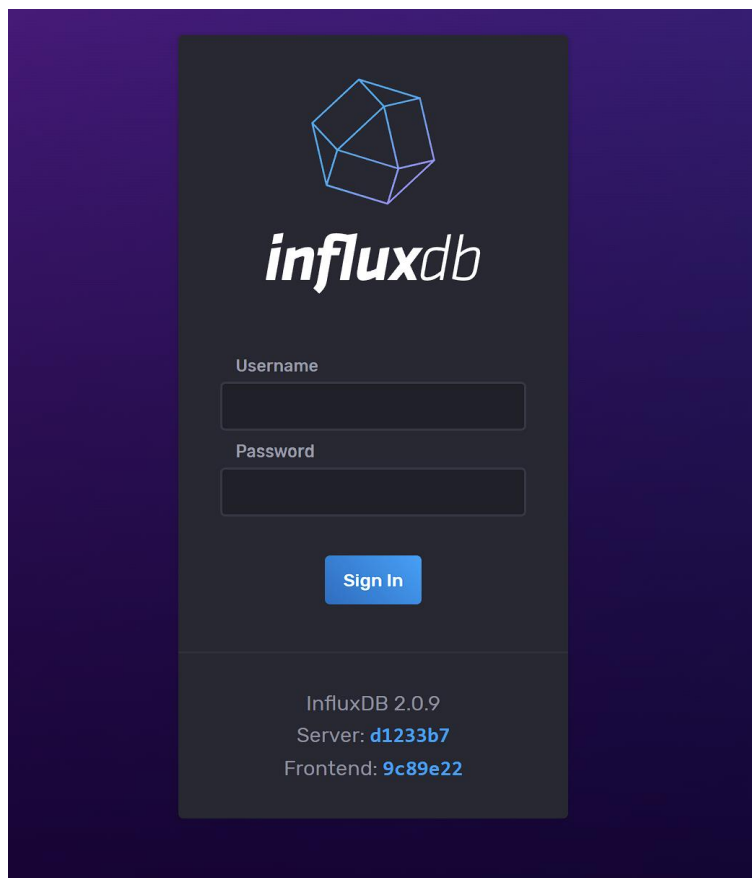 influxdb
Username
Password
Sign In
InfluxDB 2.0.9
Server: d1233b7
Frontend: 9c89e22